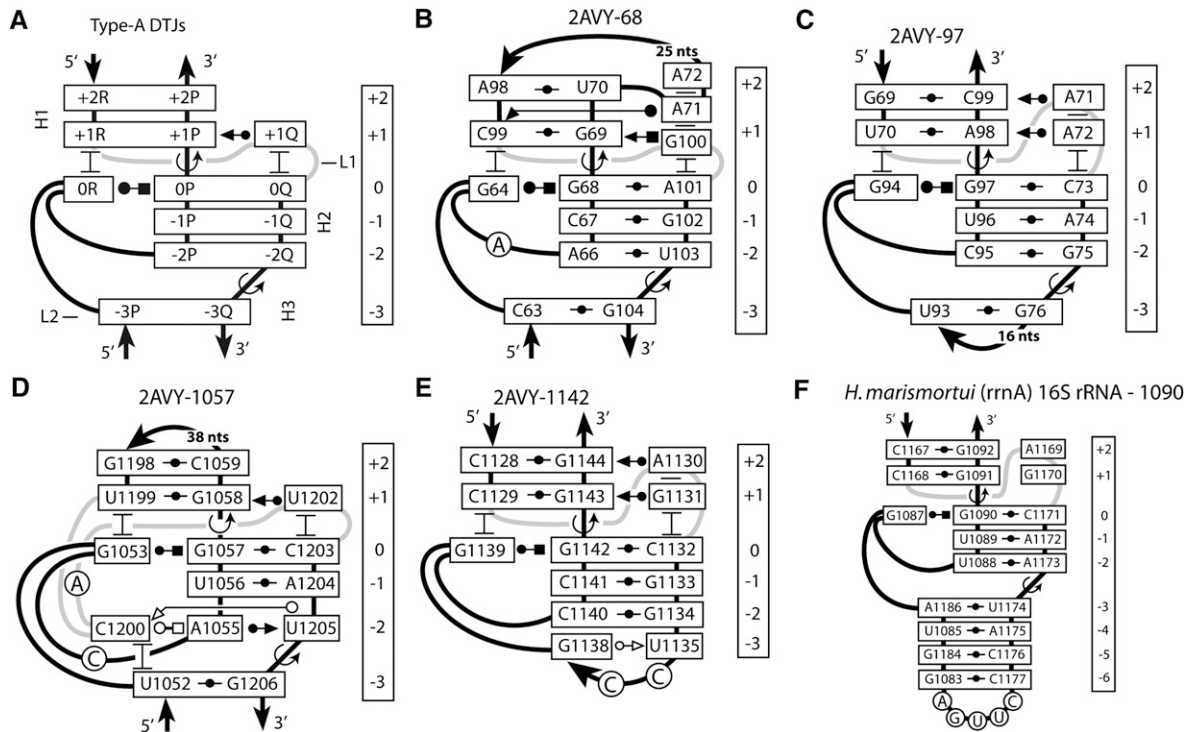 A
Type-A DTJs
5′ 3′
+2R +2P
+1R +1P +1Q
H1
L1
0R 0P 0Q
-1P -1Q
H2
-2P -2Q
L2
-3P -3Q
H3
5′ 3′
+2
+1
0
-1
-2
-3
B
2AVY-68
25 nts
A98 U70 A72
A71
C99 G69
G100
G64 G68 A101
C67 G102
A
A66 U103
C63 G104
5′ 3′
+2
+1
0
-1
-2
-3
C
2AVY-97
5′ 3′
G69 C99 A71
U70 A98 A72
G94 G97 C73
U96 A74
C95 G75
U93 G76
16 nts
+2
+1
0
-1
-2
-3
D
2AVY-1057
38 nts
G1198 C1059
U1199 G1058 U1202
G1053 G1057 C1203
A
U1056 A1204
C1200 A1055 U1205
C
U1052 G1206
5′ 3′
+2
+1
0
-1
-2
-3
E
2AVY-1142
5′ 3′
C1128 G1144 A1130
C1129 G1143 G1131
G1139 G1142 C1132
C1141 G1133
C1140 G1134
G1138 U1135
C C
+2
+1
0
-1
-2
-3
F
H. marismortui (rrnA) 16S rRNA - 1090
5′ 3′
C1167 G1092 A1169
C1168 G1091 G1170
G1087 G1090 C1171
U1089 A1172
U1088 A1173
A1186 U1174
U1085 A1175
G1184 C1176
G1083 C1177
A G U U C
+2
+1
0
-1
-2
-3
-4
-5
-6